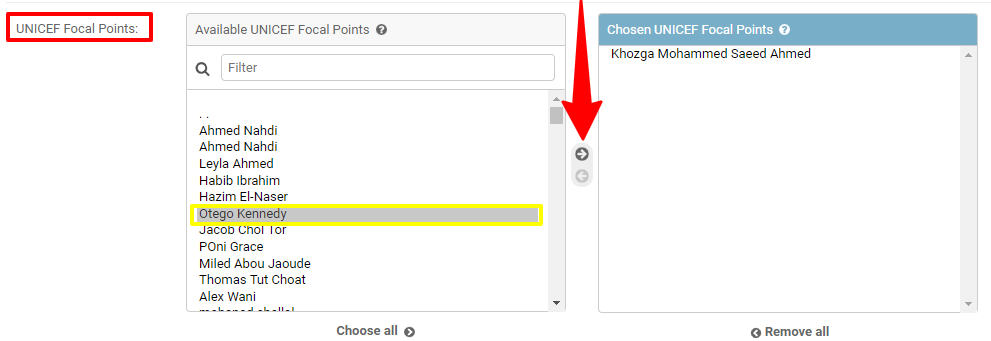 UNICEF Focal Points:
Available UNICEF Focal Points
Filter
. .
Ahmed Nahdi
Ahmed Nahdi
Leyla Ahmed
Habib Ibrahim
Hazim El-Naser
Otego Kennedy
Jacob Chol Tor
POni Grace
Miled Abou Jaoude
Thomas Tut Choat
Alex Wani
Choose all
Chosen UNICEF Focal Points
Khozga Mohammed Saeed Ahmed
Remove all